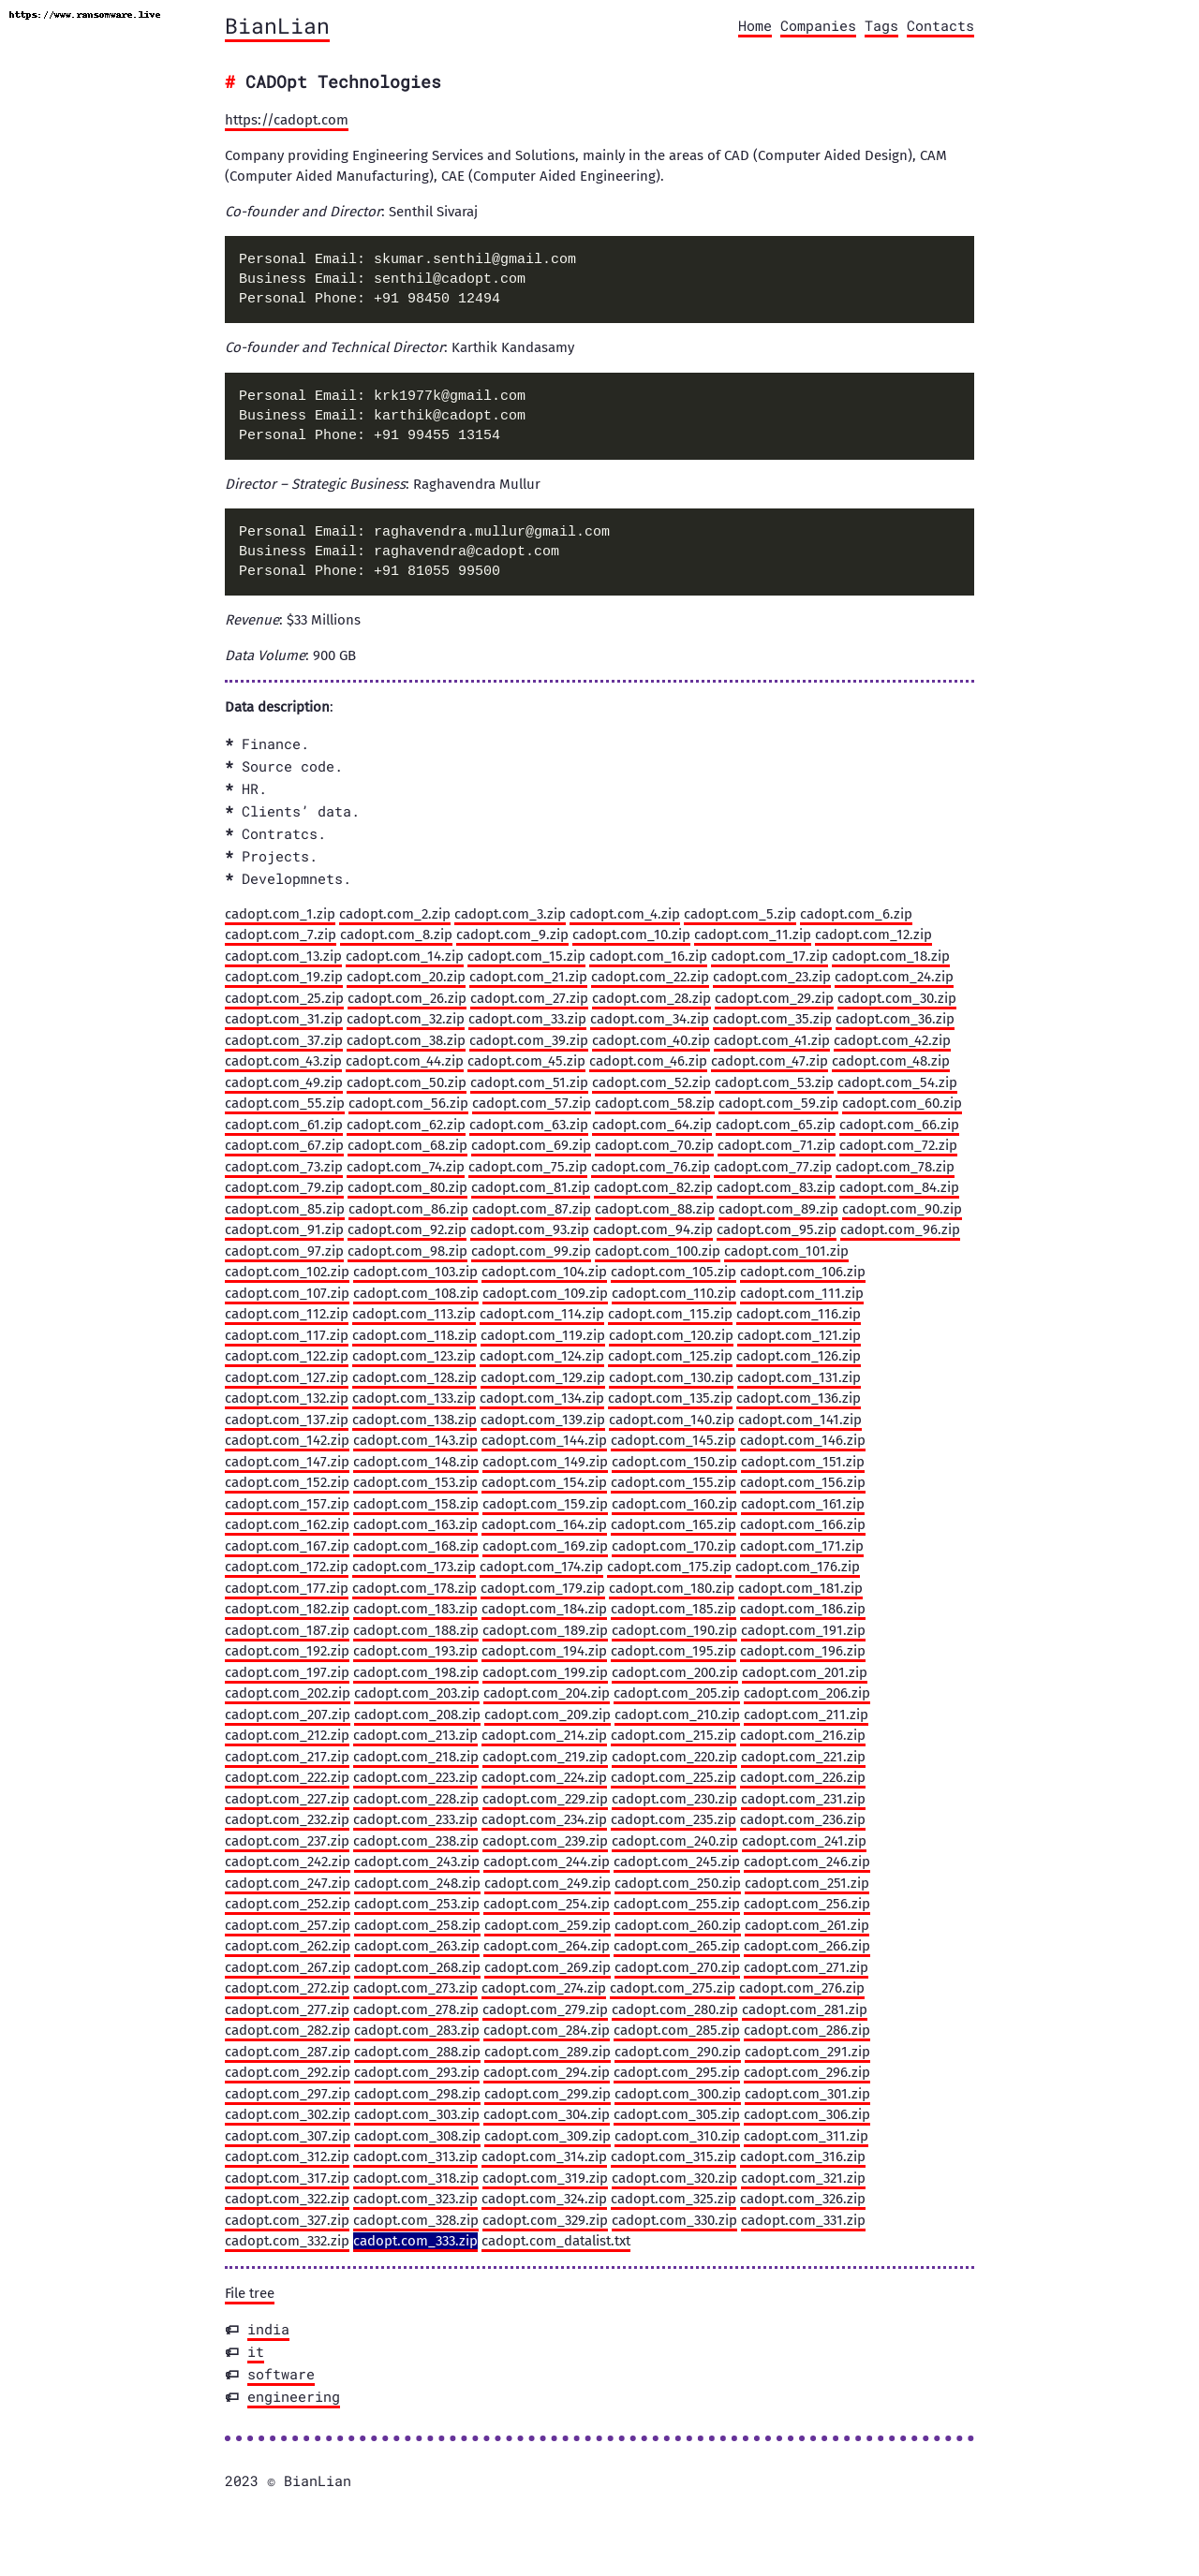 https://www.ransomware.live
BianLian
Home Companies Tags Contacts
# CADOpt Technologies
https://cadopt.com
Company providing Engineering Services and Solutions, mainly in the areas of CAD (Computer Aided Design), CAM
(Computer Aided Manufacturing), CAE (Computer Aided Engineering).
Co-founder and Director: Senthil Sivaraj
Personal Email: skumar.senthil@gmail.com
Business Email: senthil@cadopt.com
Personal Phone: +91 98450 12494
Co-founder and Technical Director: Karthik Kandasamy
Personal Email: krk1977k@gmail.com
Business Email: karthik@cadopt.com
Personal Phone: +91 99455 13154
Director – Strategic Business: Raghavendra Mullur
Personal Email: raghavendra.mullur@gmail.com
Business Email: raghavendra@cadopt.com
Personal Phone: +91 81055 99500
Revenue: $33 Millions
Data Volume: 900 GB
Data description:
* Finance.
* Source code.
* HR.
* Clients’ data.
* Contratcs.
* Projects.
* Developmnets.
cadopt.com_1.zip cadopt.com_2.zip cadopt.com_3.zip cadopt.com_4.zip cadopt.com_5.zip cadopt.com_6.zip
cadopt.com_7.zip cadopt.com_8.zip cadopt.com_9.zip cadopt.com_10.zip cadopt.com_11.zip cadopt.com_12.zip
cadopt.com_13.zip cadopt.com_14.zip cadopt.com_15.zip cadopt.com_16.zip cadopt.com_17.zip cadopt.com_18.zip
cadopt.com_19.zip cadopt.com_20.zip cadopt.com_21.zip cadopt.com_22.zip cadopt.com_23.zip cadopt.com_24.zip
cadopt.com_25.zip cadopt.com_26.zip cadopt.com_27.zip cadopt.com_28.zip cadopt.com_29.zip cadopt.com_30.zip
cadopt.com_31.zip cadopt.com_32.zip cadopt.com_33.zip cadopt.com_34.zip cadopt.com_35.zip cadopt.com_36.zip
cadopt.com_37.zip cadopt.com_38.zip cadopt.com_39.zip cadopt.com_40.zip cadopt.com_41.zip cadopt.com_42.zip
cadopt.com_43.zip cadopt.com_44.zip cadopt.com_45.zip cadopt.com_46.zip cadopt.com_47.zip cadopt.com_48.zip
cadopt.com_49.zip cadopt.com_50.zip cadopt.com_51.zip cadopt.com_52.zip cadopt.com_53.zip cadopt.com_54.zip
cadopt.com_55.zip cadopt.com_56.zip cadopt.com_57.zip cadopt.com_58.zip cadopt.com_59.zip cadopt.com_60.zip
cadopt.com_61.zip cadopt.com_62.zip cadopt.com_63.zip cadopt.com_64.zip cadopt.com_65.zip cadopt.com_66.zip
cadopt.com_67.zip cadopt.com_68.zip cadopt.com_69.zip cadopt.com_70.zip cadopt.com_71.zip cadopt.com_72.zip
cadopt.com_73.zip cadopt.com_74.zip cadopt.com_75.zip cadopt.com_76.zip cadopt.com_77.zip cadopt.com_78.zip
cadopt.com_79.zip cadopt.com_80.zip cadopt.com_81.zip cadopt.com_82.zip cadopt.com_83.zip cadopt.com_84.zip
cadopt.com_85.zip cadopt.com_86.zip cadopt.com_87.zip cadopt.com_88.zip cadopt.com_89.zip cadopt.com_90.zip
cadopt.com_91.zip cadopt.com_92.zip cadopt.com_93.zip cadopt.com_94.zip cadopt.com_95.zip cadopt.com_96.zip
cadopt.com_97.zip cadopt.com_98.zip cadopt.com_99.zip cadopt.com_100.zip cadopt.com_101.zip
cadopt.com_102.zip cadopt.com_103.zip cadopt.com_104.zip cadopt.com_105.zip cadopt.com_106.zip
cadopt.com_107.zip cadopt.com_108.zip cadopt.com_109.zip cadopt.com_110.zip cadopt.com_111.zip
cadopt.com_112.zip cadopt.com_113.zip cadopt.com_114.zip cadopt.com_115.zip cadopt.com_116.zip
cadopt.com_117.zip cadopt.com_118.zip cadopt.com_119.zip cadopt.com_120.zip cadopt.com_121.zip
cadopt.com_122.zip cadopt.com_123.zip cadopt.com_124.zip cadopt.com_125.zip cadopt.com_126.zip
cadopt.com_127.zip cadopt.com_128.zip cadopt.com_129.zip cadopt.com_130.zip cadopt.com_131.zip
cadopt.com_132.zip cadopt.com_133.zip cadopt.com_134.zip cadopt.com_135.zip cadopt.com_136.zip
cadopt.com_137.zip cadopt.com_138.zip cadopt.com_139.zip cadopt.com_140.zip cadopt.com_141.zip
cadopt.com_142.zip cadopt.com_143.zip cadopt.com_144.zip cadopt.com_145.zip cadopt.com_146.zip
cadopt.com_147.zip cadopt.com_148.zip cadopt.com_149.zip cadopt.com_150.zip cadopt.com_151.zip
cadopt.com_152.zip cadopt.com_153.zip cadopt.com_154.zip cadopt.com_155.zip cadopt.com_156.zip
cadopt.com_157.zip cadopt.com_158.zip cadopt.com_159.zip cadopt.com_160.zip cadopt.com_161.zip
cadopt.com_162.zip cadopt.com_163.zip cadopt.com_164.zip cadopt.com_165.zip cadopt.com_166.zip
cadopt.com_167.zip cadopt.com_168.zip cadopt.com_169.zip cadopt.com_170.zip cadopt.com_171.zip
cadopt.com_172.zip cadopt.com_173.zip cadopt.com_174.zip cadopt.com_175.zip cadopt.com_176.zip
cadopt.com_177.zip cadopt.com_178.zip cadopt.com_179.zip cadopt.com_180.zip cadopt.com_181.zip
cadopt.com_182.zip cadopt.com_183.zip cadopt.com_184.zip cadopt.com_185.zip cadopt.com_186.zip
cadopt.com_187.zip cadopt.com_188.zip cadopt.com_189.zip cadopt.com_190.zip cadopt.com_191.zip
cadopt.com_192.zip cadopt.com_193.zip cadopt.com_194.zip cadopt.com_195.zip cadopt.com_196.zip
cadopt.com_197.zip cadopt.com_198.zip cadopt.com_199.zip cadopt.com_200.zip cadopt.com_201.zip
cadopt.com_202.zip cadopt.com_203.zip cadopt.com_204.zip cadopt.com_205.zip cadopt.com_206.zip
cadopt.com_207.zip cadopt.com_208.zip cadopt.com_209.zip cadopt.com_210.zip cadopt.com_211.zip
cadopt.com_212.zip cadopt.com_213.zip cadopt.com_214.zip cadopt.com_215.zip cadopt.com_216.zip
cadopt.com_217.zip cadopt.com_218.zip cadopt.com_219.zip cadopt.com_220.zip cadopt.com_221.zip
cadopt.com_222.zip cadopt.com_223.zip cadopt.com_224.zip cadopt.com_225.zip cadopt.com_226.zip
cadopt.com_227.zip cadopt.com_228.zip cadopt.com_229.zip cadopt.com_230.zip cadopt.com_231.zip
cadopt.com_232.zip cadopt.com_233.zip cadopt.com_234.zip cadopt.com_235.zip cadopt.com_236.zip
cadopt.com_237.zip cadopt.com_238.zip cadopt.com_239.zip cadopt.com_240.zip cadopt.com_241.zip
cadopt.com_242.zip cadopt.com_243.zip cadopt.com_244.zip cadopt.com_245.zip cadopt.com_246.zip
cadopt.com_247.zip cadopt.com_248.zip cadopt.com_249.zip cadopt.com_250.zip cadopt.com_251.zip
cadopt.com_252.zip cadopt.com_253.zip cadopt.com_254.zip cadopt.com_255.zip cadopt.com_256.zip
cadopt.com_257.zip cadopt.com_258.zip cadopt.com_259.zip cadopt.com_260.zip cadopt.com_261.zip
cadopt.com_262.zip cadopt.com_263.zip cadopt.com_264.zip cadopt.com_265.zip cadopt.com_266.zip
cadopt.com_267.zip cadopt.com_268.zip cadopt.com_269.zip cadopt.com_270.zip cadopt.com_271.zip
cadopt.com_272.zip cadopt.com_273.zip cadopt.com_274.zip cadopt.com_275.zip cadopt.com_276.zip
cadopt.com_277.zip cadopt.com_278.zip cadopt.com_279.zip cadopt.com_280.zip cadopt.com_281.zip
cadopt.com_282.zip cadopt.com_283.zip cadopt.com_284.zip cadopt.com_285.zip cadopt.com_286.zip
cadopt.com_287.zip cadopt.com_288.zip cadopt.com_289.zip cadopt.com_290.zip cadopt.com_291.zip
cadopt.com_292.zip cadopt.com_293.zip cadopt.com_294.zip cadopt.com_295.zip cadopt.com_296.zip
cadopt.com_297.zip cadopt.com_298.zip cadopt.com_299.zip cadopt.com_300.zip cadopt.com_301.zip
cadopt.com_302.zip cadopt.com_303.zip cadopt.com_304.zip cadopt.com_305.zip cadopt.com_306.zip
cadopt.com_307.zip cadopt.com_308.zip cadopt.com_309.zip cadopt.com_310.zip cadopt.com_311.zip
cadopt.com_312.zip cadopt.com_313.zip cadopt.com_314.zip cadopt.com_315.zip cadopt.com_316.zip
cadopt.com_317.zip cadopt.com_318.zip cadopt.com_319.zip cadopt.com_320.zip cadopt.com_321.zip
cadopt.com_322.zip cadopt.com_323.zip cadopt.com_324.zip cadopt.com_325.zip cadopt.com_326.zip
cadopt.com_327.zip cadopt.com_328.zip cadopt.com_329.zip cadopt.com_330.zip cadopt.com_331.zip
cadopt.com_332.zip cadopt.com_333.zip cadopt.com_datalist.txt
File tree
india
it
software
engineering
2023 © BianLian